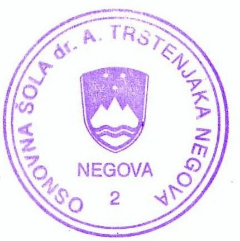 OSNOVNA ŠOLA dr. A. TRSTENJAKA NEGOVA
NEGOVA
2